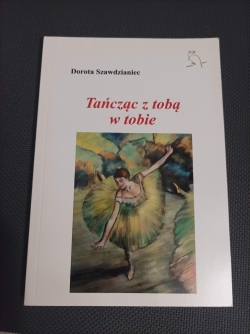 Dorota Szawdzianiec
Tańcząc z tobą
w tobie